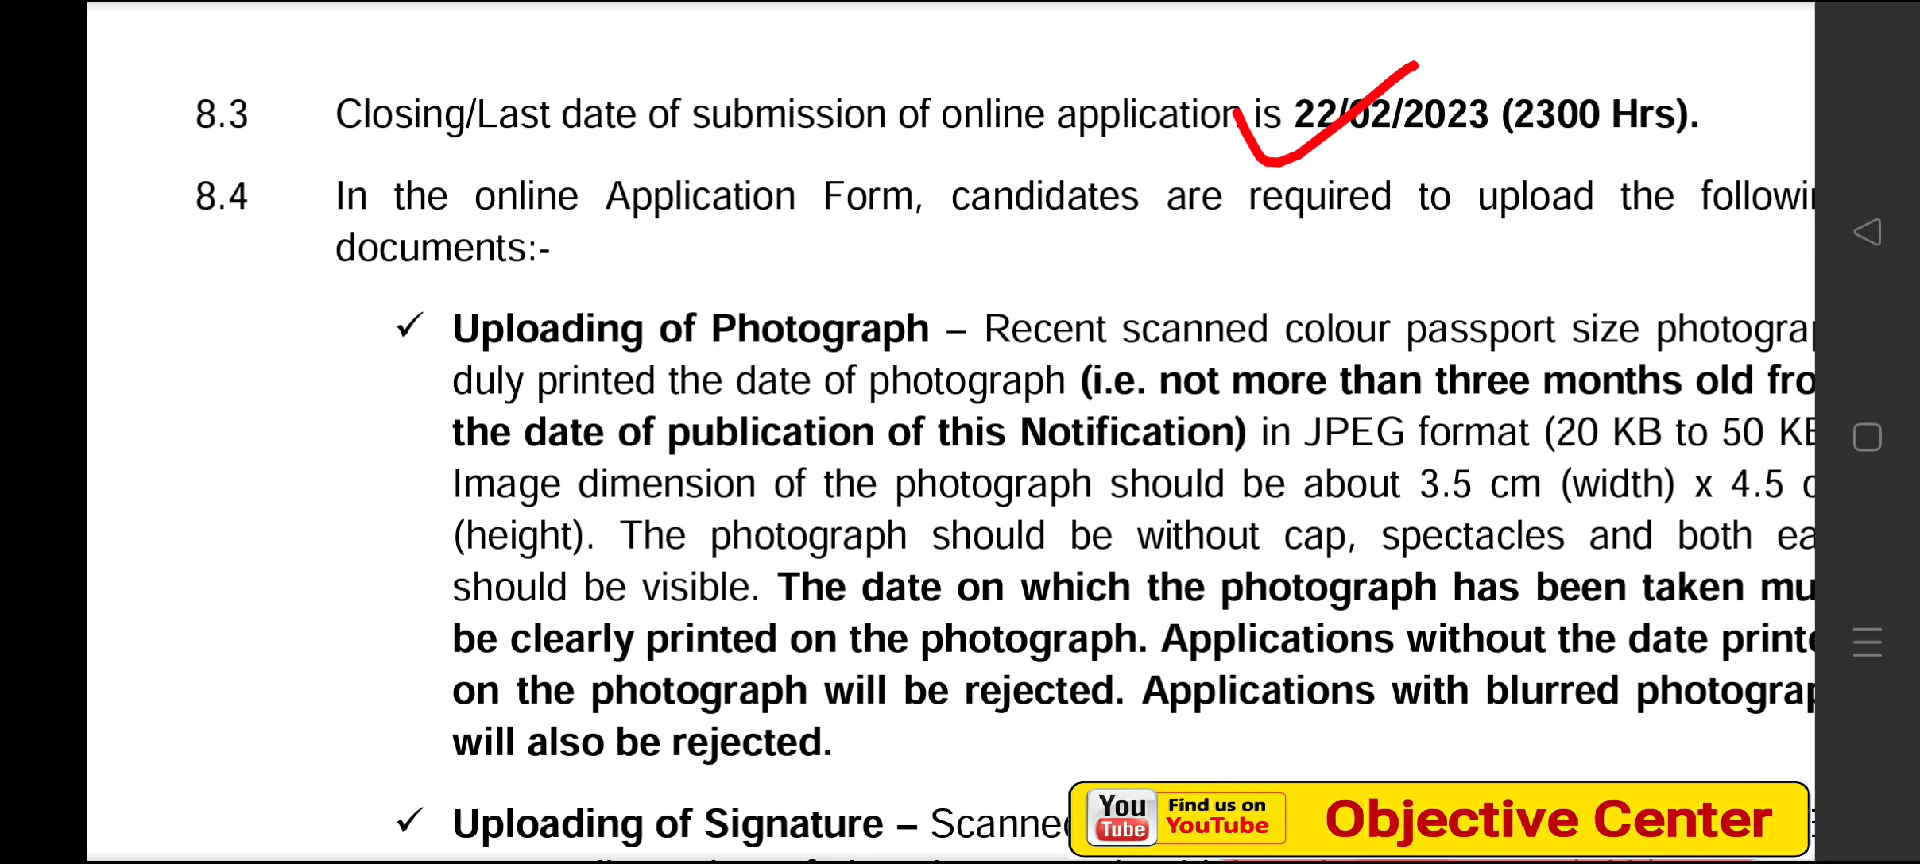 8.3 Closing/Last date of submission of online application is 22/02/2023 (2300 Hrs).
8.4 In the online Application Form, candidates are required to upload the
documents:-
✓ Uploading of Photograph – Recent scanned colour passport size
duly printed the date of photograph (i.e. not more than three months old
the date of publication of this Notification) in JPEG format (20 KB to 50
Image dimension of the photograph should be about 3.5 cm (width) x 4.5
(height). The photograph should be without cap, spectacles and both
should be visible. The date on which the photograph has been taken
be clearly printed on the photograph. Applications without the date
on the photograph will be rejected. Applications with blurred
will also be rejected.
✓ Uploading of Signature –
You Tube Find us on YouTube Objective Center